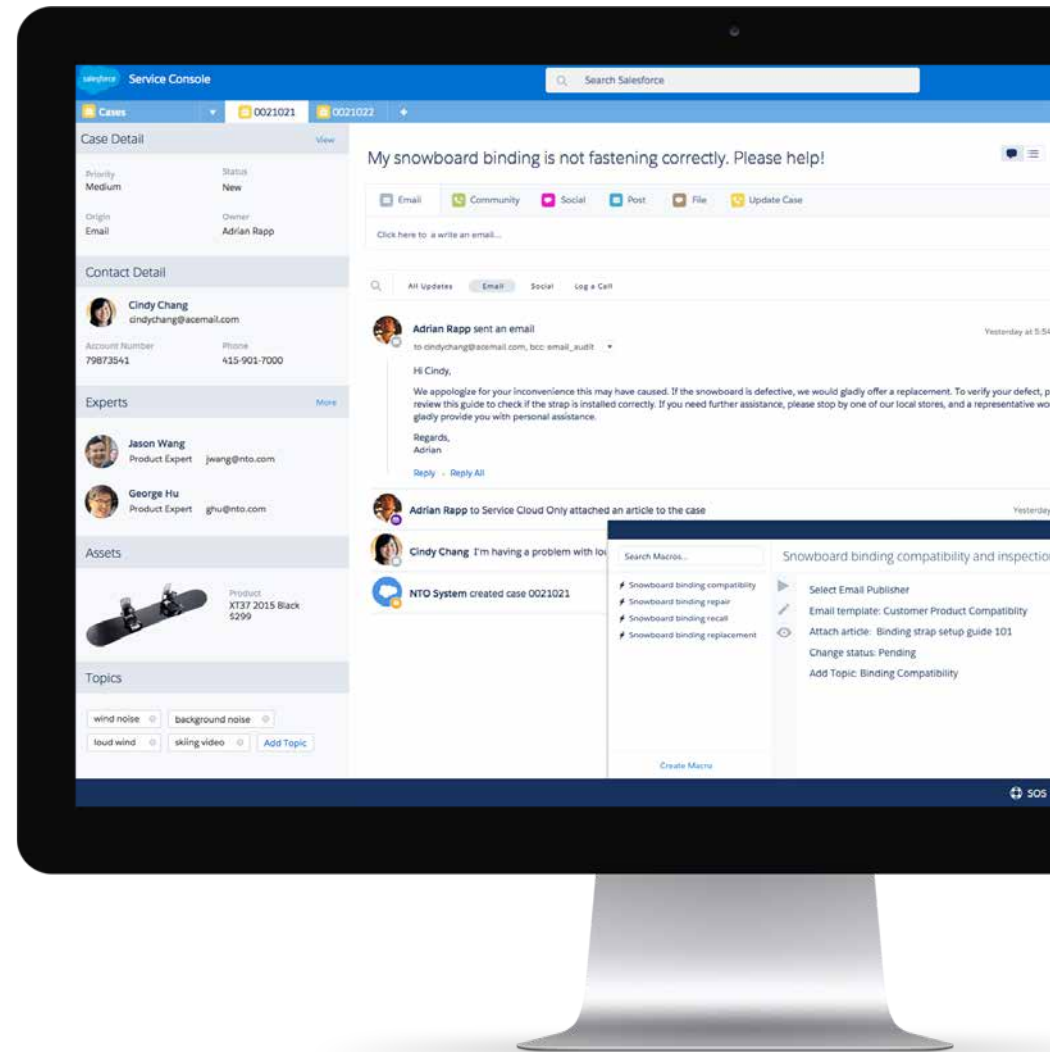 salesforce Service Console
Search Salesforce
Cases 0021021 0021022
Case Detail View
Priority Status
Medium New
Origin Owner
Email Adrian Rapp
Contact Detail
Cindy Chang
cindychang@acemail.com
Account Number Phone
79873541 415-901-7000
Experts More
Jason Wang
Product Expert jwang@nto.com
George Hu
Product Expert ghu@nto.com
Assets
Product
XT37 2015 Black
$299
Topics
wind noise background noise
loud wind skiing video Add Topic
My snowboard binding is not fastening correctly. Please help!
Email Community Social Post File Update Case
Click here to a write an email...
All Updates Email Social Log a Call
Adrian Rapp sent an email Yesterday at 5:54
to cindychang@acemail.com, bcc: email_audit
Hi Cindy,
We appologize for your inconvenience this may have caused. If the snowboard is defective, we would gladly offer a replacement. To verify your defect, p
review this guide to check if the strap is installed correctly. If you need further assistance, please stop by one of our local stores, and a representative wo
gladly provide you with personal assistance.
Regards,
Adrian
Reply Reply All
Adrian Rapp to Service Cloud Only attached an article to the case Yesterday
Cindy Chang I'm having a problem with lou
NTO System created case 0021021
Search Macros...
Snowboard binding compatibility
Snowboard binding repair
Snowboard binding recall
Snowboard binding replacement
Create Macro
Snowboard binding compatibility and inspection
Select Email Publisher
Email template: Customer Product Compatiblity
Attach article: Binding strap setup guide 101
Change status: Pending
Add Topic: Binding Compatibility
SOS